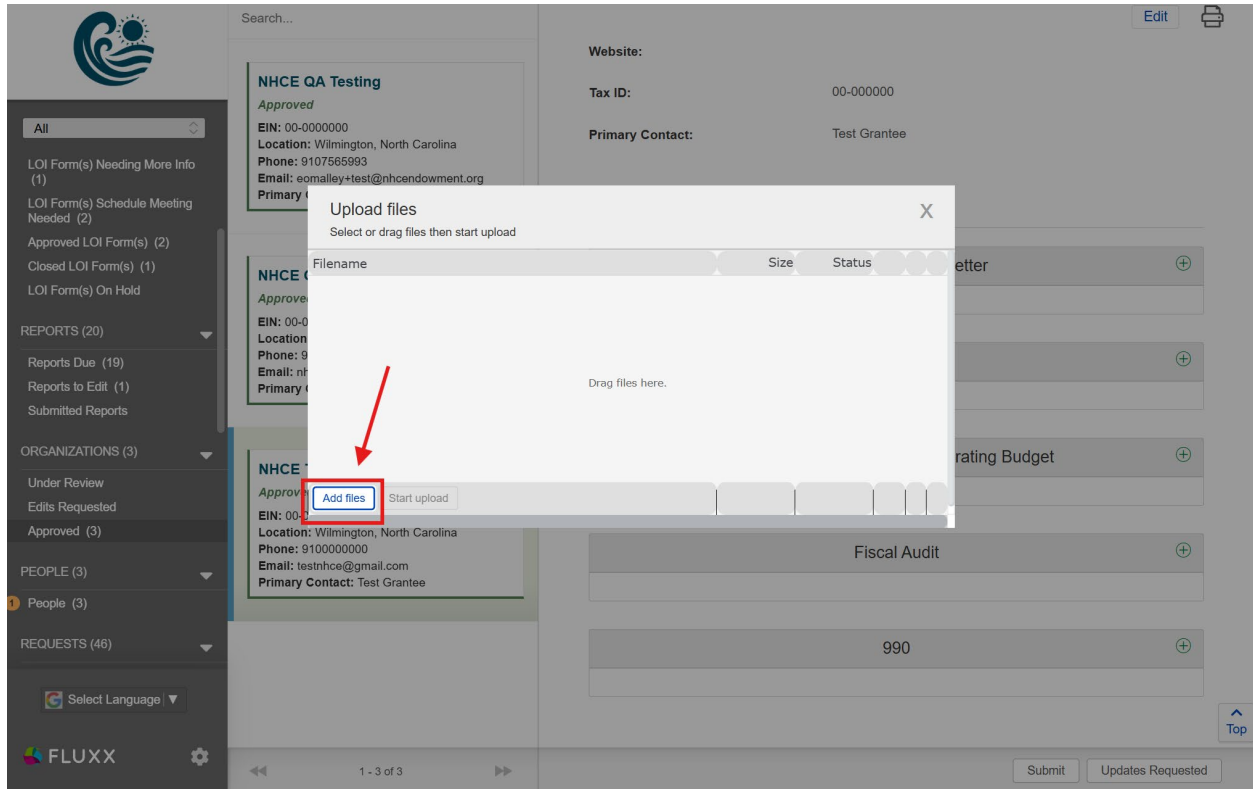 All
LOI Form(s) Needing More Info
(1)
LOI Form(s) Schedule Meeting
Needed (2)
Approved LOI Form(s) (2)
Closed LOI Form(s) (1)
LOI Form(s) On Hold
REPORTS (20)
Reports Due (19)
Reports to Edit (1)
Submitted Reports
ORGANIZATIONS (3)
Under Review
Edits Requested
Approved (3)
PEOPLE (3)
1 People (3)
REQUESTS (46)
G Select Language ▼
FLUXX
Search...
NHCE QA Testing
Approved
EIN: 00-0000000
Location: Wilmington, North Carolina
Phone: 9107565993
Email: eomalley+test@nhcendowment.org
Primary
NHCE
Approve
EIN: 00-0
Location
Phone: 9
Email: nh
Primary
NHCE
Approve
EIN: 00-0
Location: Wilmington, North Carolina
Phone: 9100000000
Email: testnhce@gmail.com
Primary Contact: Test Grantee
1 - 3 of 3
Edit
Website:
Tax ID: 00-000000
Primary Contact: Test Grantee
Upload files X
Select or drag files then start upload
Filename Size Status
Drag files here.
Add files Start upload
etter
rating Budget
Fiscal Audit
990
Top
Submit Updates Requested